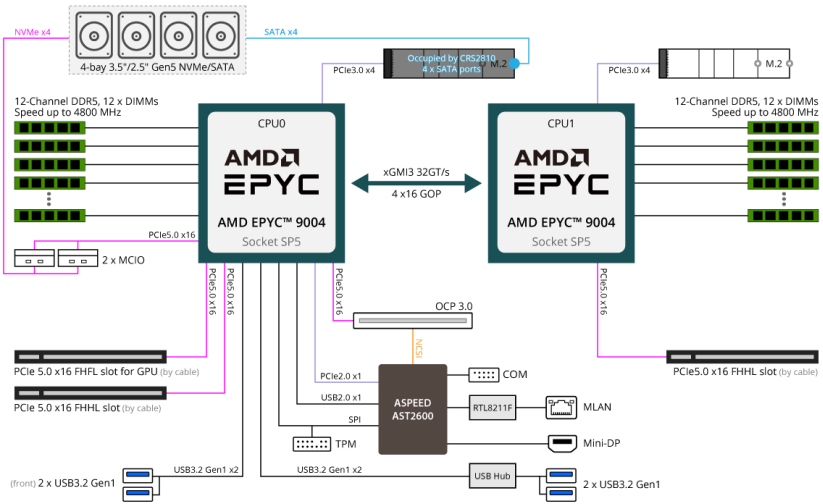 NVMe x4
SATA x4
4-bay 3.5"/2.5" Gen5 NVMe/SATA
PCIe3.0 x4
Occupied by CRS2810
4 x SATA ports
M.2
PCIe3.0 x4
M.2
12-Channel DDR5, 12 x DIMMs
Speed up to 4800 MHz
12-Channel DDR5, 12 x DIMMs
Speed up to 4800 MHz
CPU0
AMD
EPYC
AMD EPYC™ 9004
Socket SP5
xGMI3 32GT/s
4 x16 GOP
CPU1
AMD
EPYC
AMD EPYC™ 9004
Socket SP5
PCIe5.0 x16
2 x MCIO
PCIe5.0 x16
PCIe5.0 x16
PCIe5.0 x16
PCIe5.0 x16
OCP 3.0
NCSI
PCIe 5.0 x16 FHFL slot for GPU (by cable)
PCIe 5.0 x16 FHHL slot (by cable)
PCIe5.0 x16 FHHL slot (by cable)
PCIe2.0 x1
USB2.0 x1
SPI
TPM
ASPEED
AST2600
COM
RTL8211F
MLAN
Mini-DP
(front) 2 x USB3.2 Gen1
USB3.2 Gen1 x2
USB3.2 Gen1 x2
USB Hub
2 x USB3.2 Gen1